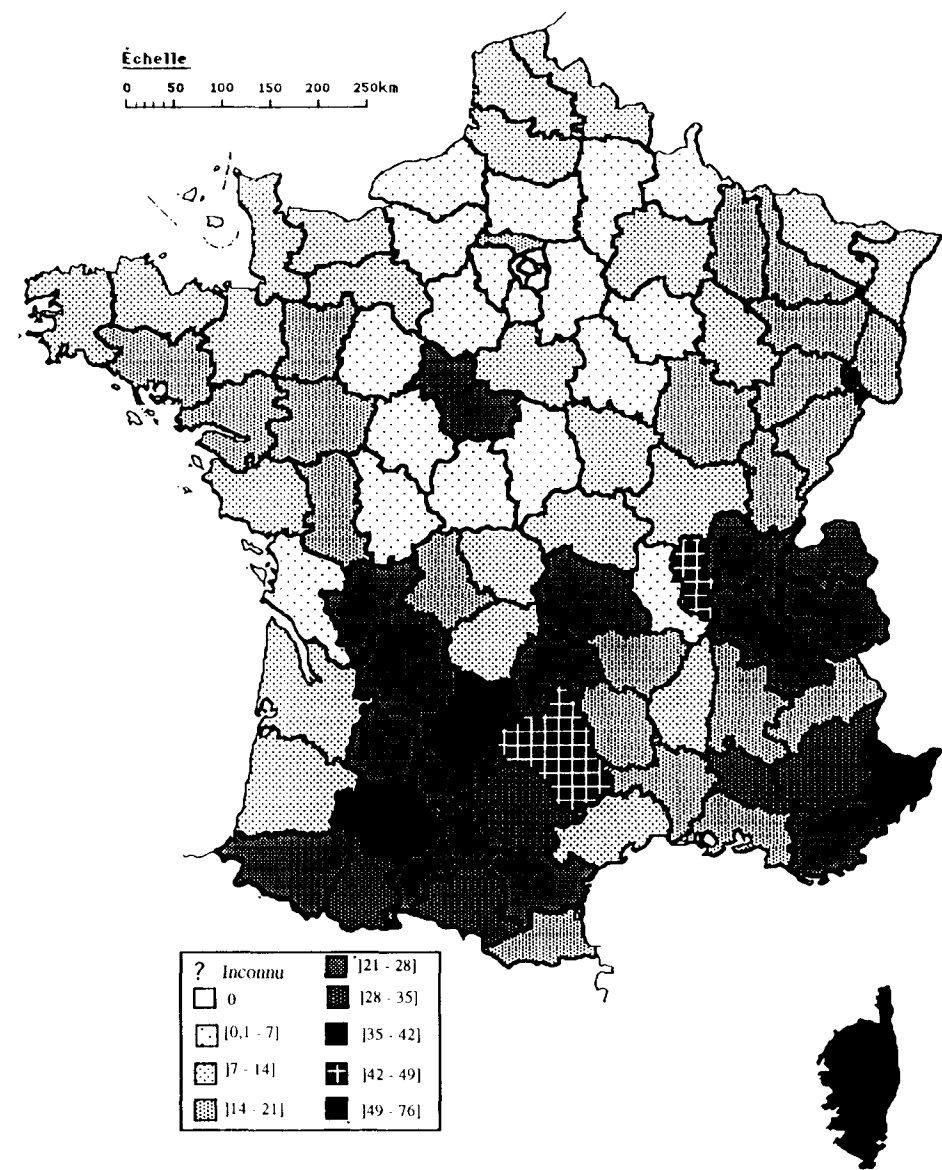 Échelle
0 50 100 150 200 250km
? Inconnu
0
[0,1 - 7]
]7 - 14]
]14 - 21]
]21 - 28]
]28 - 35]
]35 - 42]
]42 - 49]
]49 - 76]